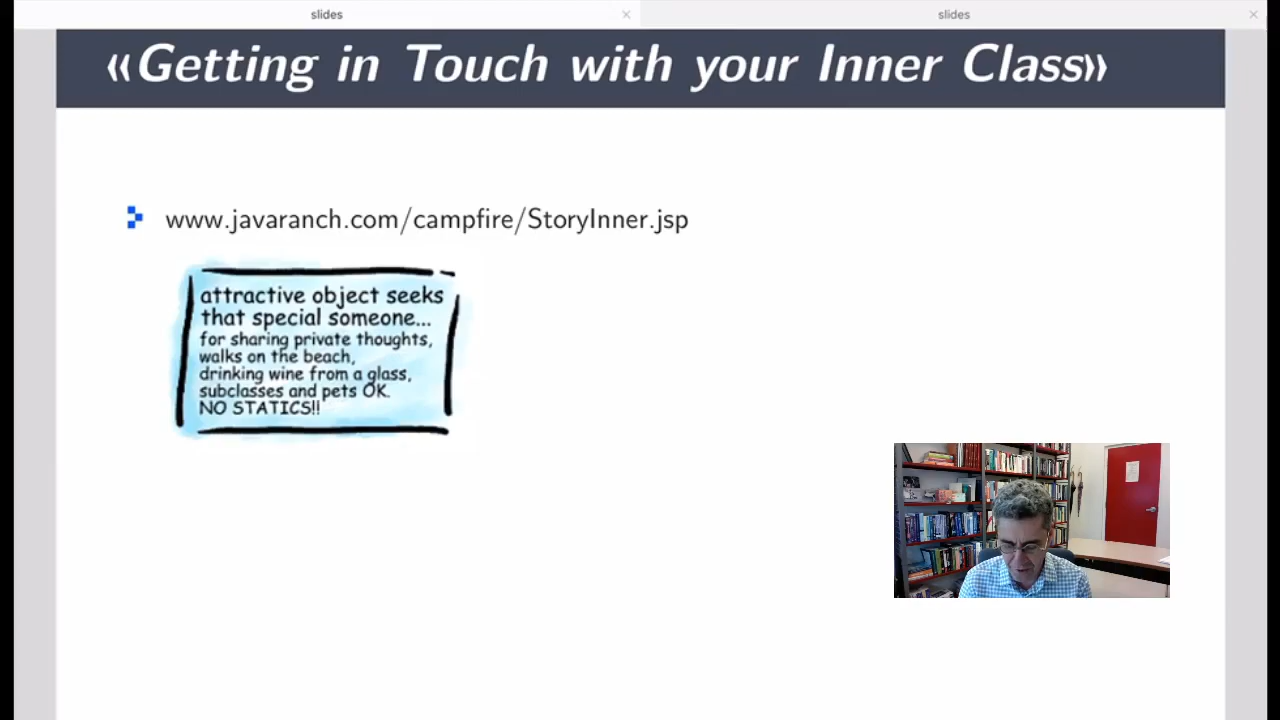 slides
slides
«Getting in Touch with your Inner Class»
www.javaranch.com/campfire/StoryInner.jsp
attractive object seeks
that special someone...
for sharing private thoughts,
walks on the beach,
drinking wine from a glass,
subclasses and pets OK.
NO STATICS!!